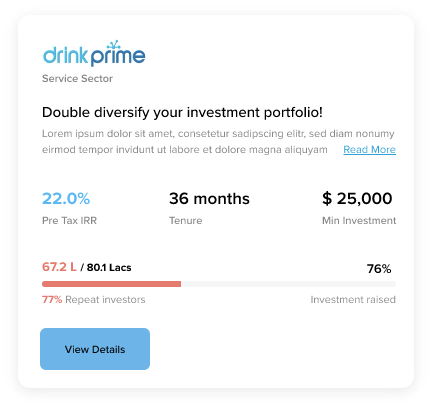 drinkprime
Service Sector
Double diversify your investment portfolio!
Lorem ipsum dolor sit amet, consetetur sadipscing elitr, sed diam nonumy
eirmod tempor invidunt ut labore et dolore magna aliquyam Read More
22.0% 36 months $ 25,000
Pre Tax IRR Tenure Min Investment
67.2 L / 80.1 Lacs 76%
77% Repeat investors Investment raised
View Details